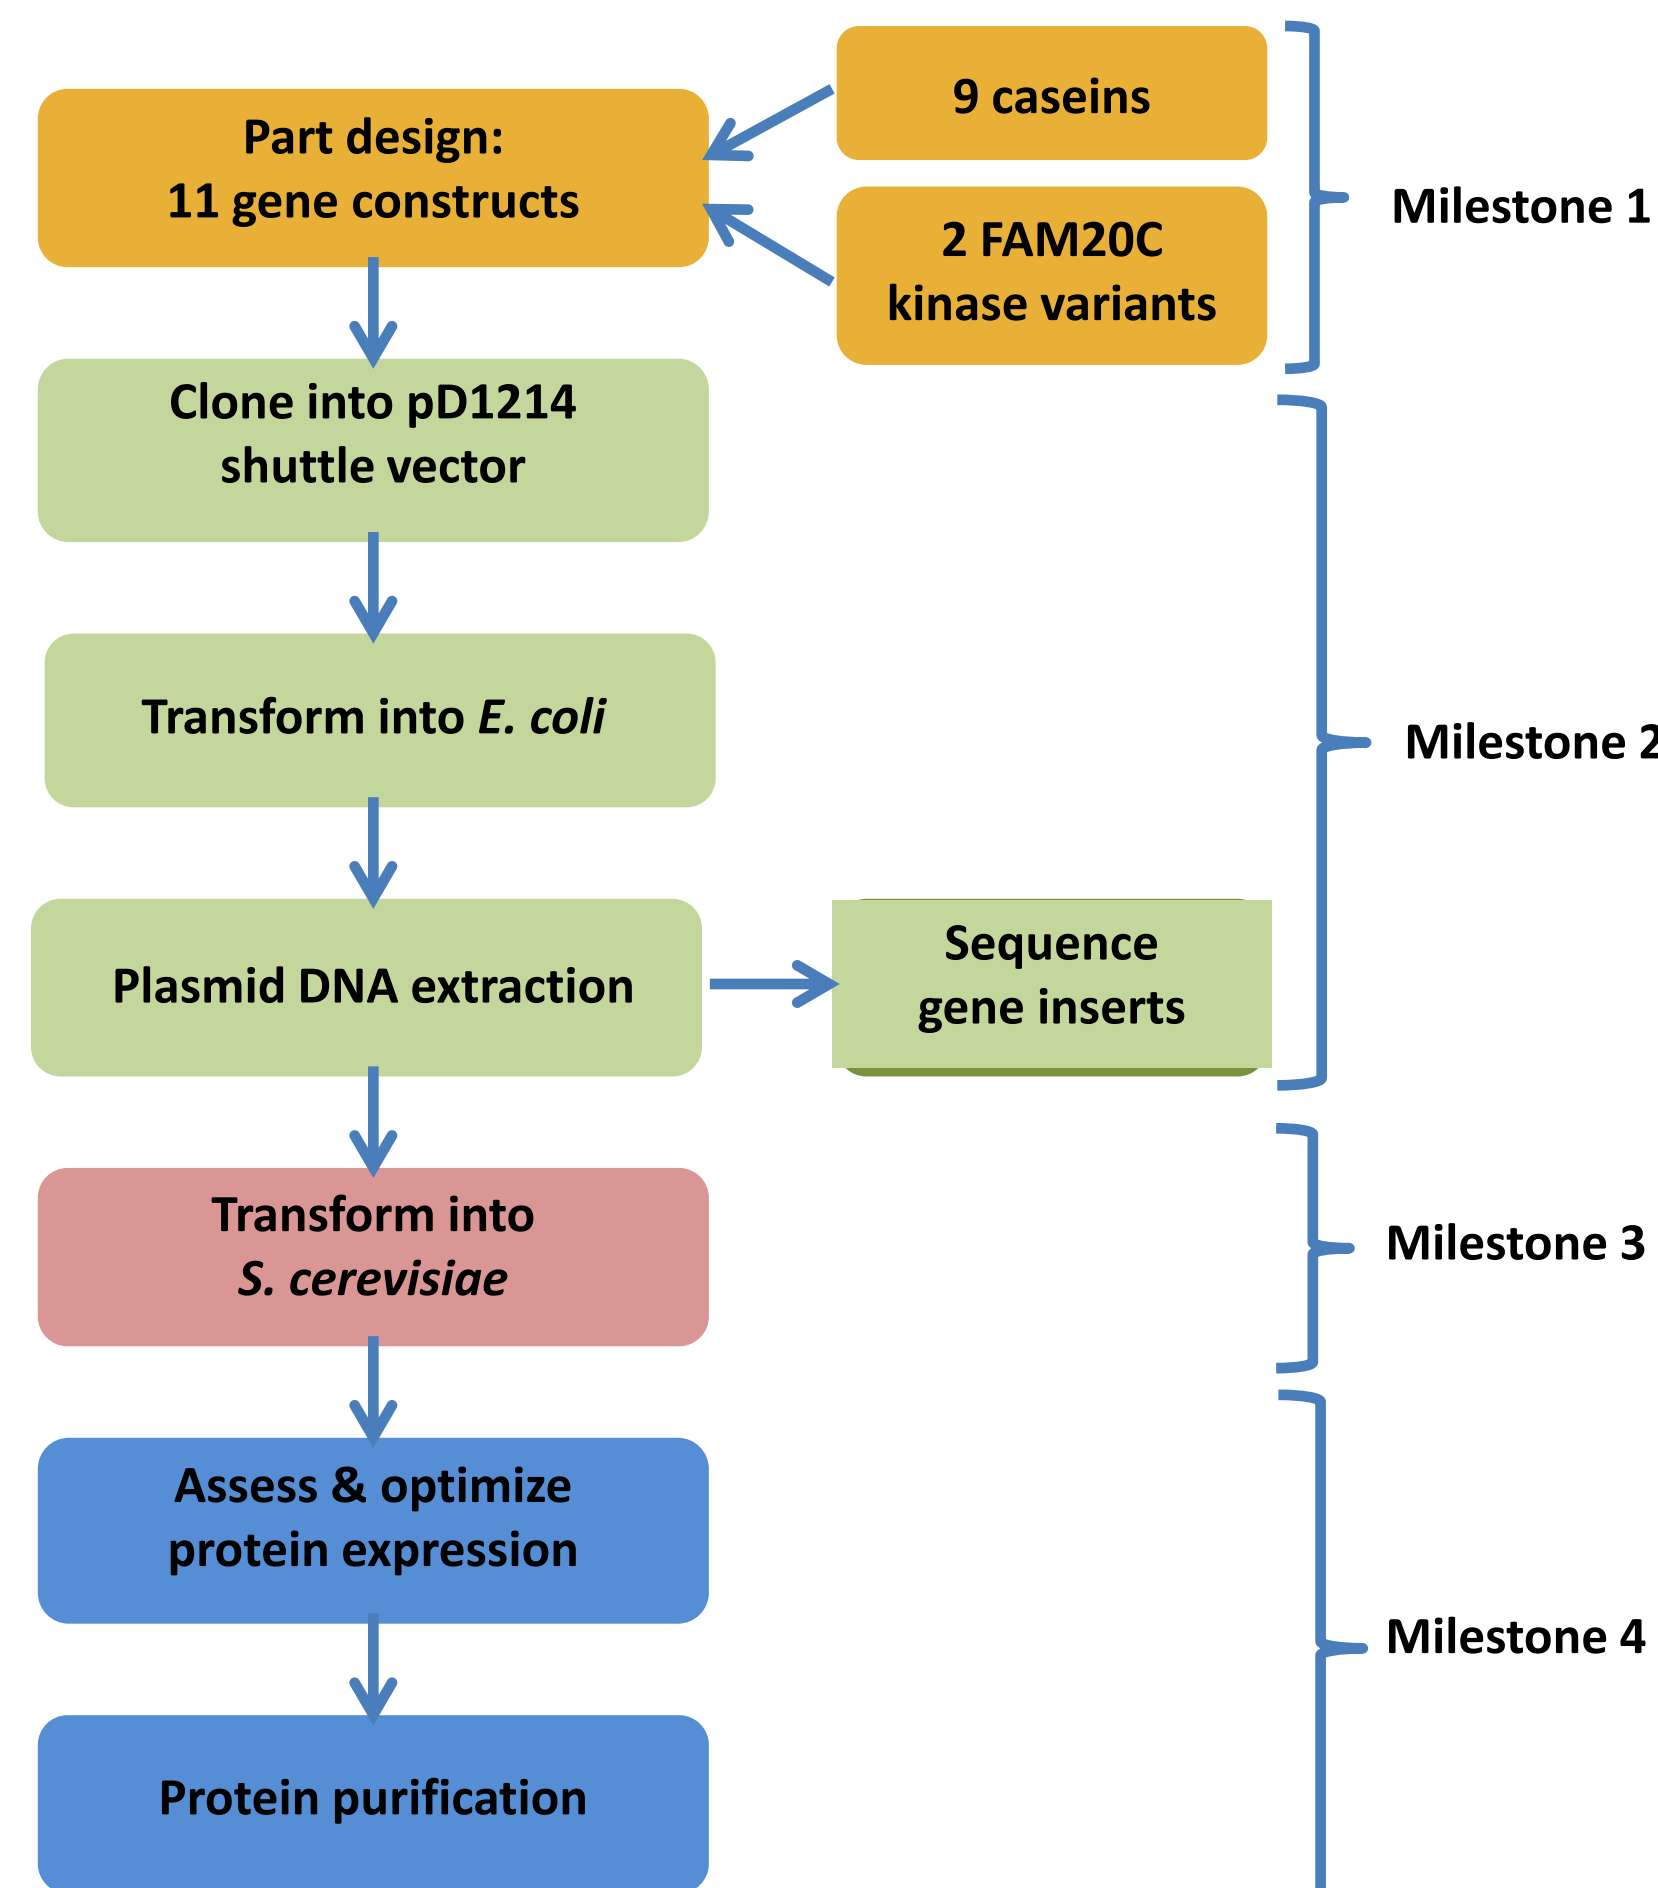 Part design:
11 gene constructs
9 caseins
2 FAM20C
kinase variants
Milestone 1
Clone into pD1214
shuttle vector
Transform into E. coli
Milestone 2
Plasmid DNA extraction
Sequence
gene inserts
Transform into
S. cerevisiae
Milestone 3
Assess & optimize
protein expression
Milestone 4
Protein purification